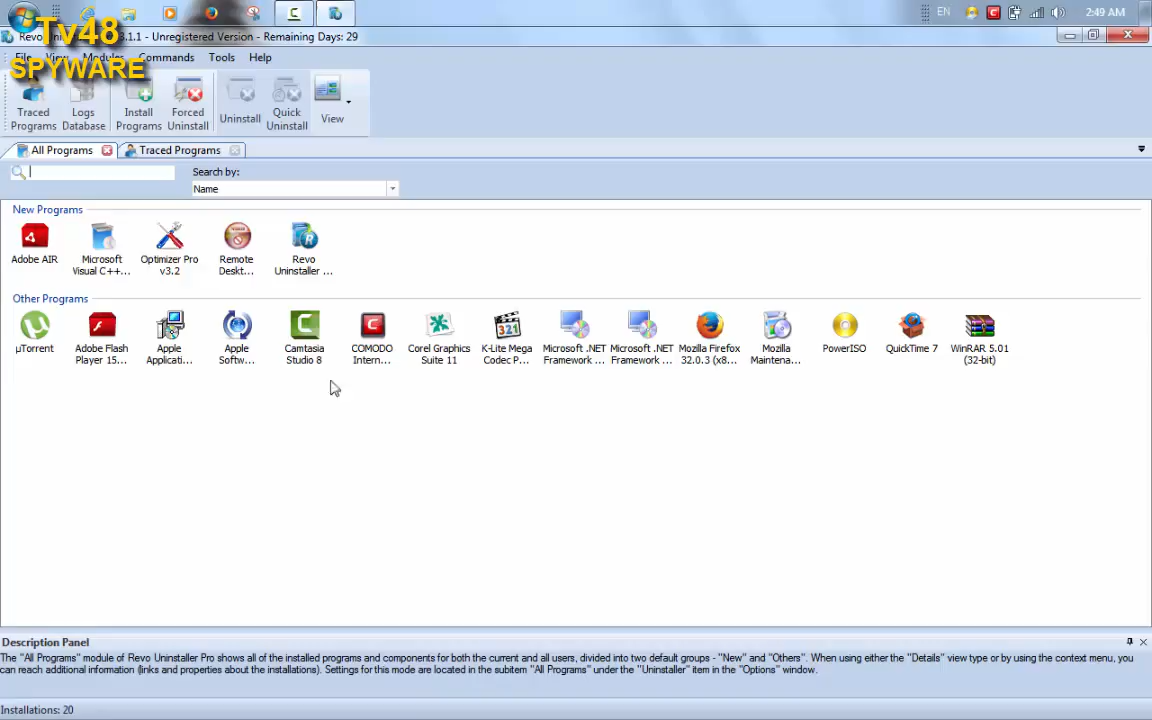 EN
2:49 AM
Tv48
SPYWARE
Revo Uni 3.1.1 - Unregistered Version - Remaining Days: 29
File View Modules Commands Tools Help
Traced Programs
Logs Database
Install Programs
Forced Uninstall
Uninstall
Quick Uninstall
View
All Programs
Traced Programs
Search by:
Name
New Programs
Adobe AIR
Microsoft Visual C++...
Optimizer Pro v3.2
Remote Deskt...
Revo Uninstaller ...
Other Programs
µTorrent
Adobe Flash Player 15...
Apple Applicati...
Apple Softw...
Camtasia Studio 8
COMODO Intern...
Corel Graphics Suite 11
K-Lite Mega Codec P...
Microsoft .NET Framework ...
Microsoft .NET Framework ...
Mozilla Firefox 32.0.3 (x8...
Mozilla Maintena...
PowerISO
QuickTime 7
WinRAR 5.01 (32-bit)
Description Panel
The "All Programs" module of Revo Uninstaller Pro shows all of the installed programs and components for both the current and all users, divided into two default groups - "New" and "Others". When using either the "Details" view type or by using the context menu, you
can reach additional information (links and properties about the installations). Settings for this mode are located in the subitem "All Programs" under the "Uninstaller" item in the "Options" window.
Installations: 20